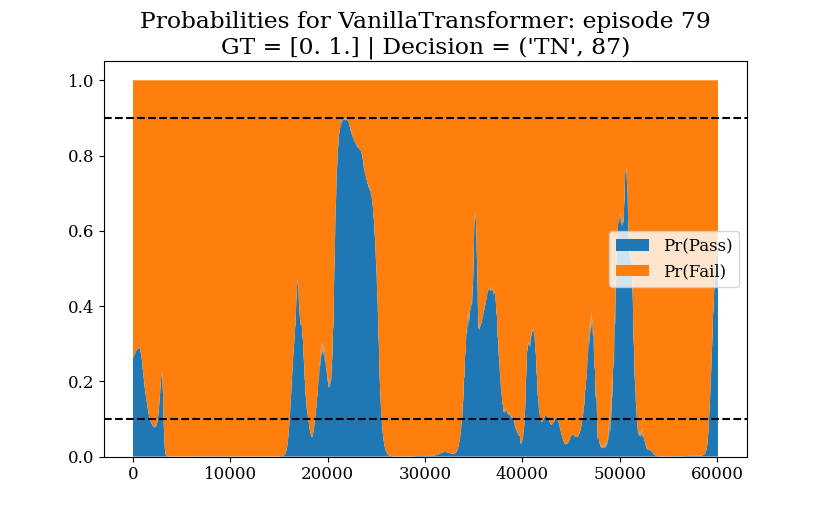 Probabilities for VanillaTransformer: episode 79
GT = [0. 1.] | Decision = ('TN', 87)
1.0
0.8
0.6
0.4
0.2
0.0
Pr(Pass)
Pr(Fail)
0 10000 20000 30000 40000 50000 60000